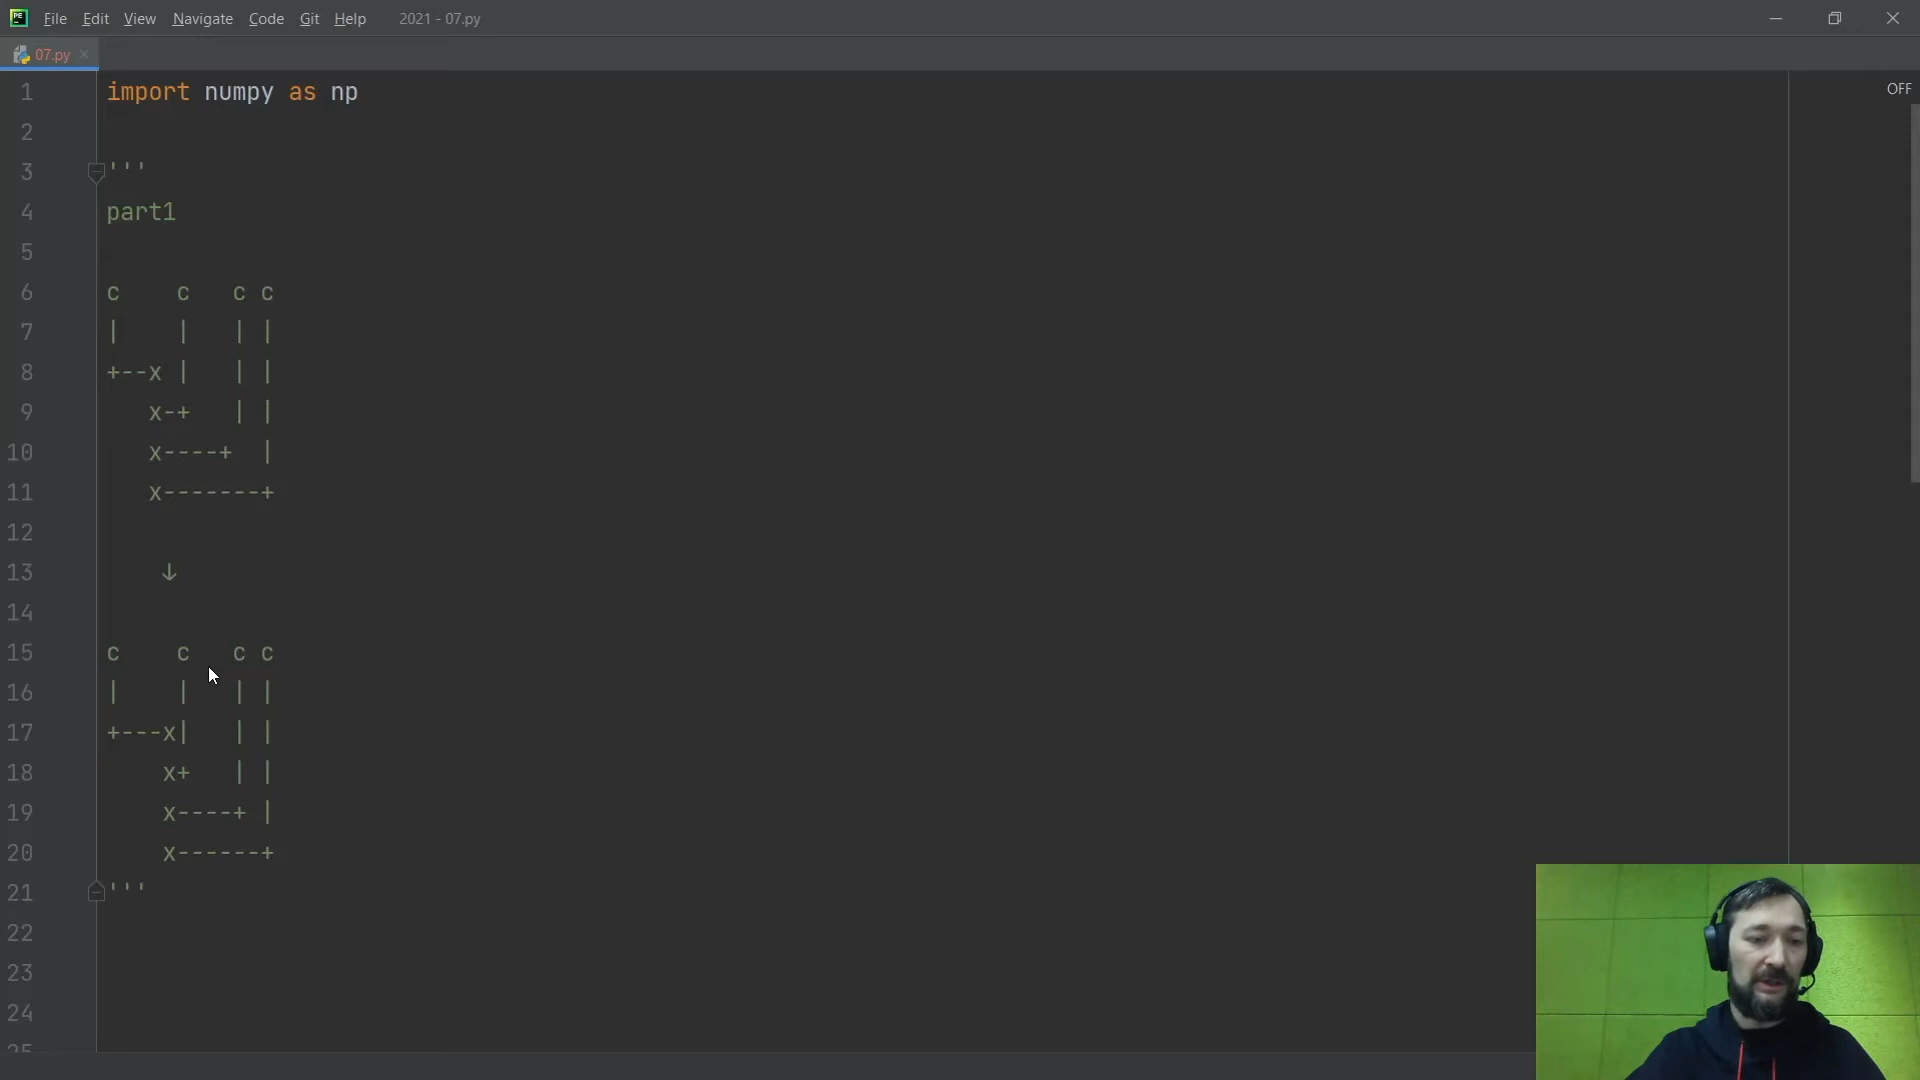 File Edit View Navigate Code Git Help 2021 - 07.py
07.py
OFF
1 import numpy as np
2
3 '''
4 part1
5
6 c    c   c c
7 |    |   | |
8 +--x |   | |
9    x-+   | |
10    x----+  |
11    x-------+
12
13     ↓
14
15 c    c   c c
16 |    |   | |
17 +---x|   | |
18     x+   | |
19     x----+ |
20     x------+
21 '''
22
23
24
25